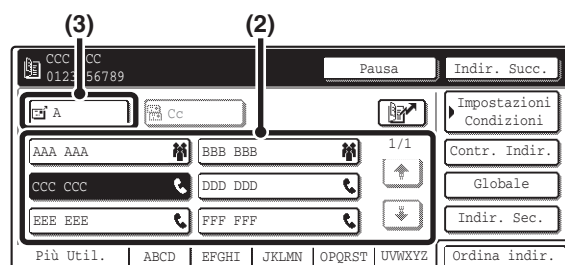 (3) (2)
CCC CCC
0123456789
Pausa
Indir. Succ.
A
Cc
Impostazioni
Condizioni
AAA AAA
BBB BBB
1/1
Contr. Indir.
CCC CCC
DDD DDD
Globale
EEE EEE
FFF FFF
Indir. Sec.
Più Util.
ABCD
EFGHI
JKLMN
OPQRST
UVWXYZ
Ordina indir.